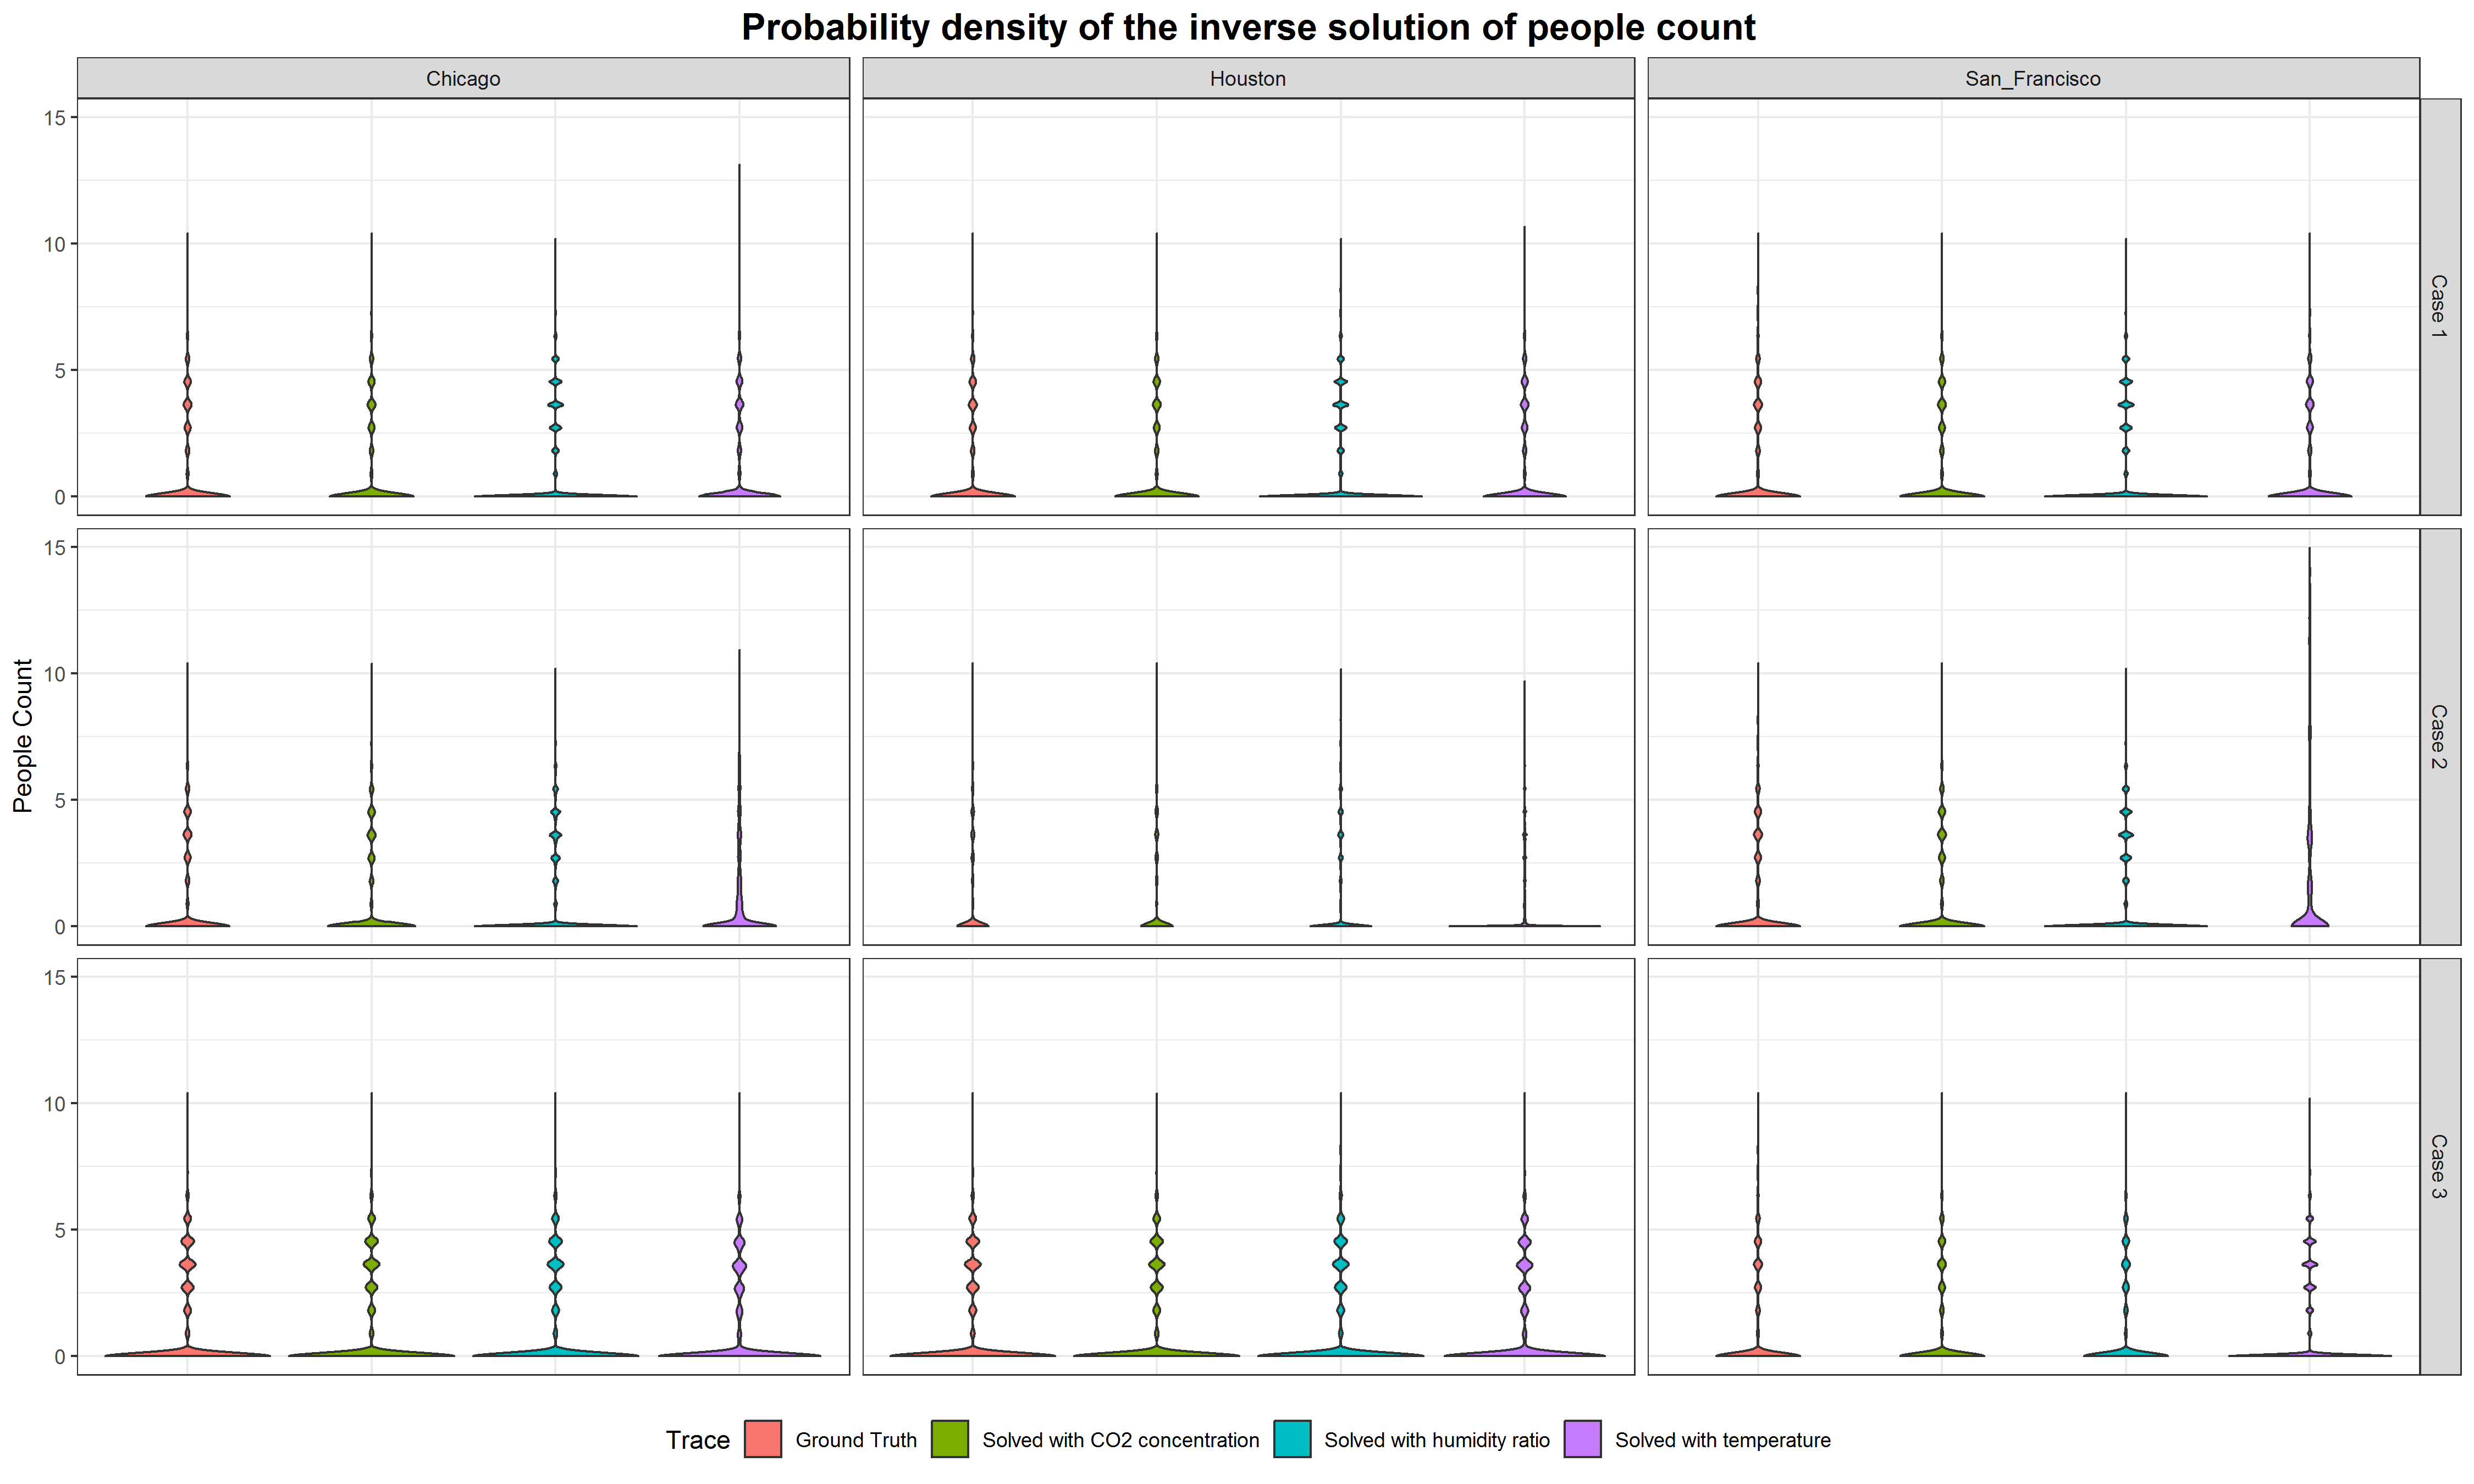 Probability density of the inverse solution of people count
Chicago
Houston
San_Francisco
15
10
5
0
Case 1
People Count
15
10
5
0
Case 2
15
10
5
0
Case 3
Trace Ground Truth Solved with CO2 concentration Solved with humidity ratio Solved with temperature